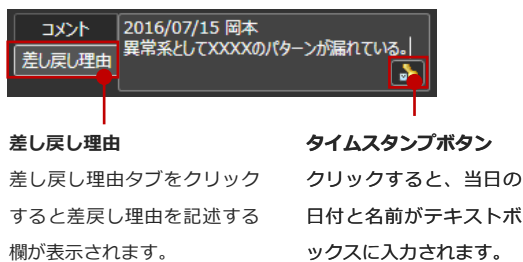 コメント
2016/07/15 岡本
差し戻し理由
異常系としてXXXXのパターンが漏れている。
差し戻し理由
差し戻し理由タブをクリック
すると差戻し理由を記述する
欄が表示されます。
タイムスタンプボタン
クリックすると、当日の
日付と名前がテキストボ
ックスに入力されます。